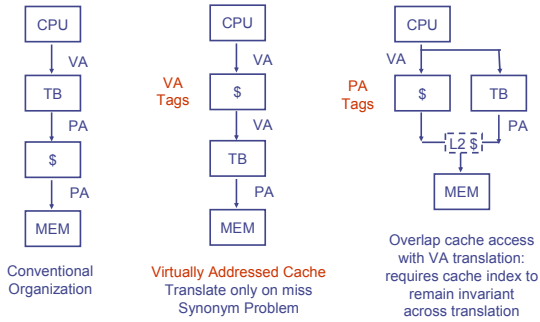 CPU
VA
TB
PA
$
PA
MEM
Conventional
Organization
CPU
VA
VA
Tags
$
VA
TB
PA
MEM
Virtually Addressed Cache
Translate only on miss
Synonym Problem
CPU
VA
PA
Tags
$
TB
PA
L2 $
MEM
Overlap cache access
with VA translation:
requires cache index to
remain invariant
across translation